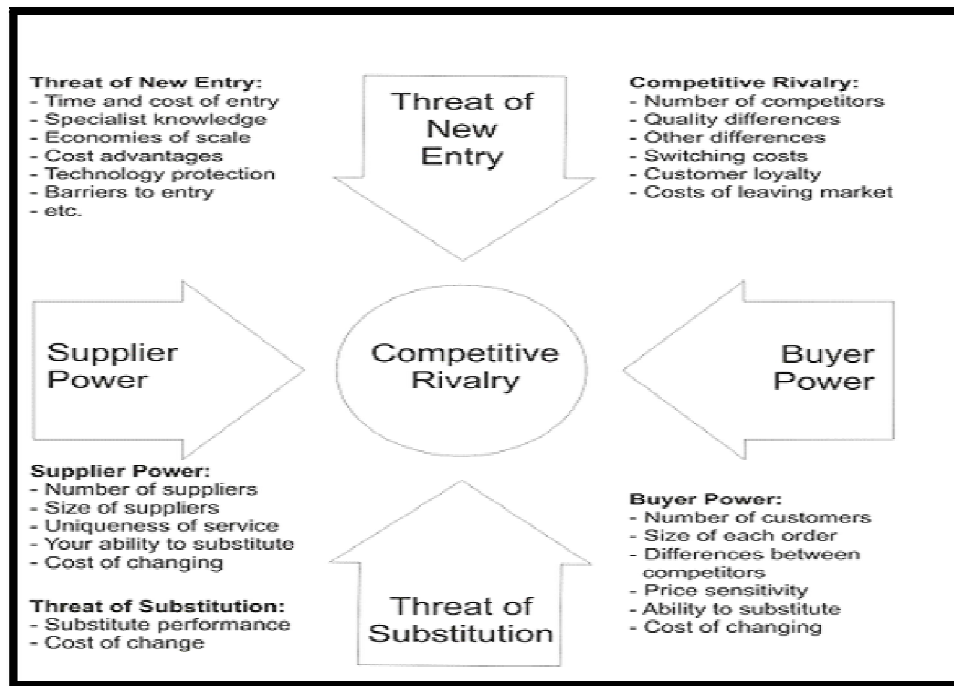 Threat of New Entry:
- Time and cost of entry
- Specialist knowledge
- Economies of scale
- Cost advantages
- Technology protection
- Barriers to entry
- etc.
Threat of
New
Entry
Competitive Rivalry:
- Number of competitors
- Quality differences
- Other differences
- Switching costs
- Customer loyalty
- Costs of leaving market
Supplier
Power
Competitive
Rivalry
Buyer
Power
Supplier Power:
- Number of suppliers
- Size of suppliers
- Uniqueness of service
- Your ability to substitute
- Cost of changing
Threat of Substitution:
- Substitute performance
- Cost of change
Threat of
Substitution
Buyer Power:
- Number of customers
- Size of each order
- Differences between
competitors
- Price sensitivity
- Ability to substitute
- Cost of changing